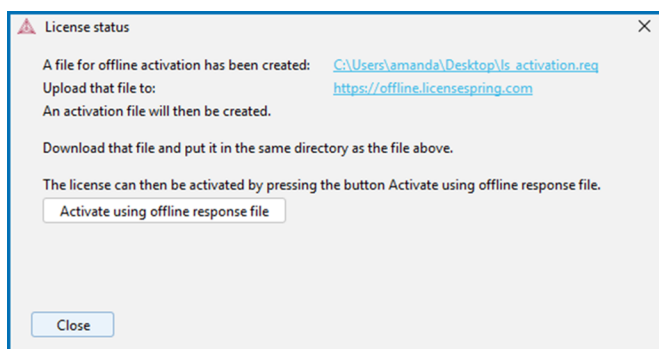 License status
A file for offline activation has been created: C:\Users\amanda\Desktop\ls_activation.req
Upload that file to: https://offline.licensespring.com
An activation file will then be created.
Download that file and put it in the same directory as the file above.
The license can then be activated by pressing the button Activate using offline response file.
Activate using offline response file
Close